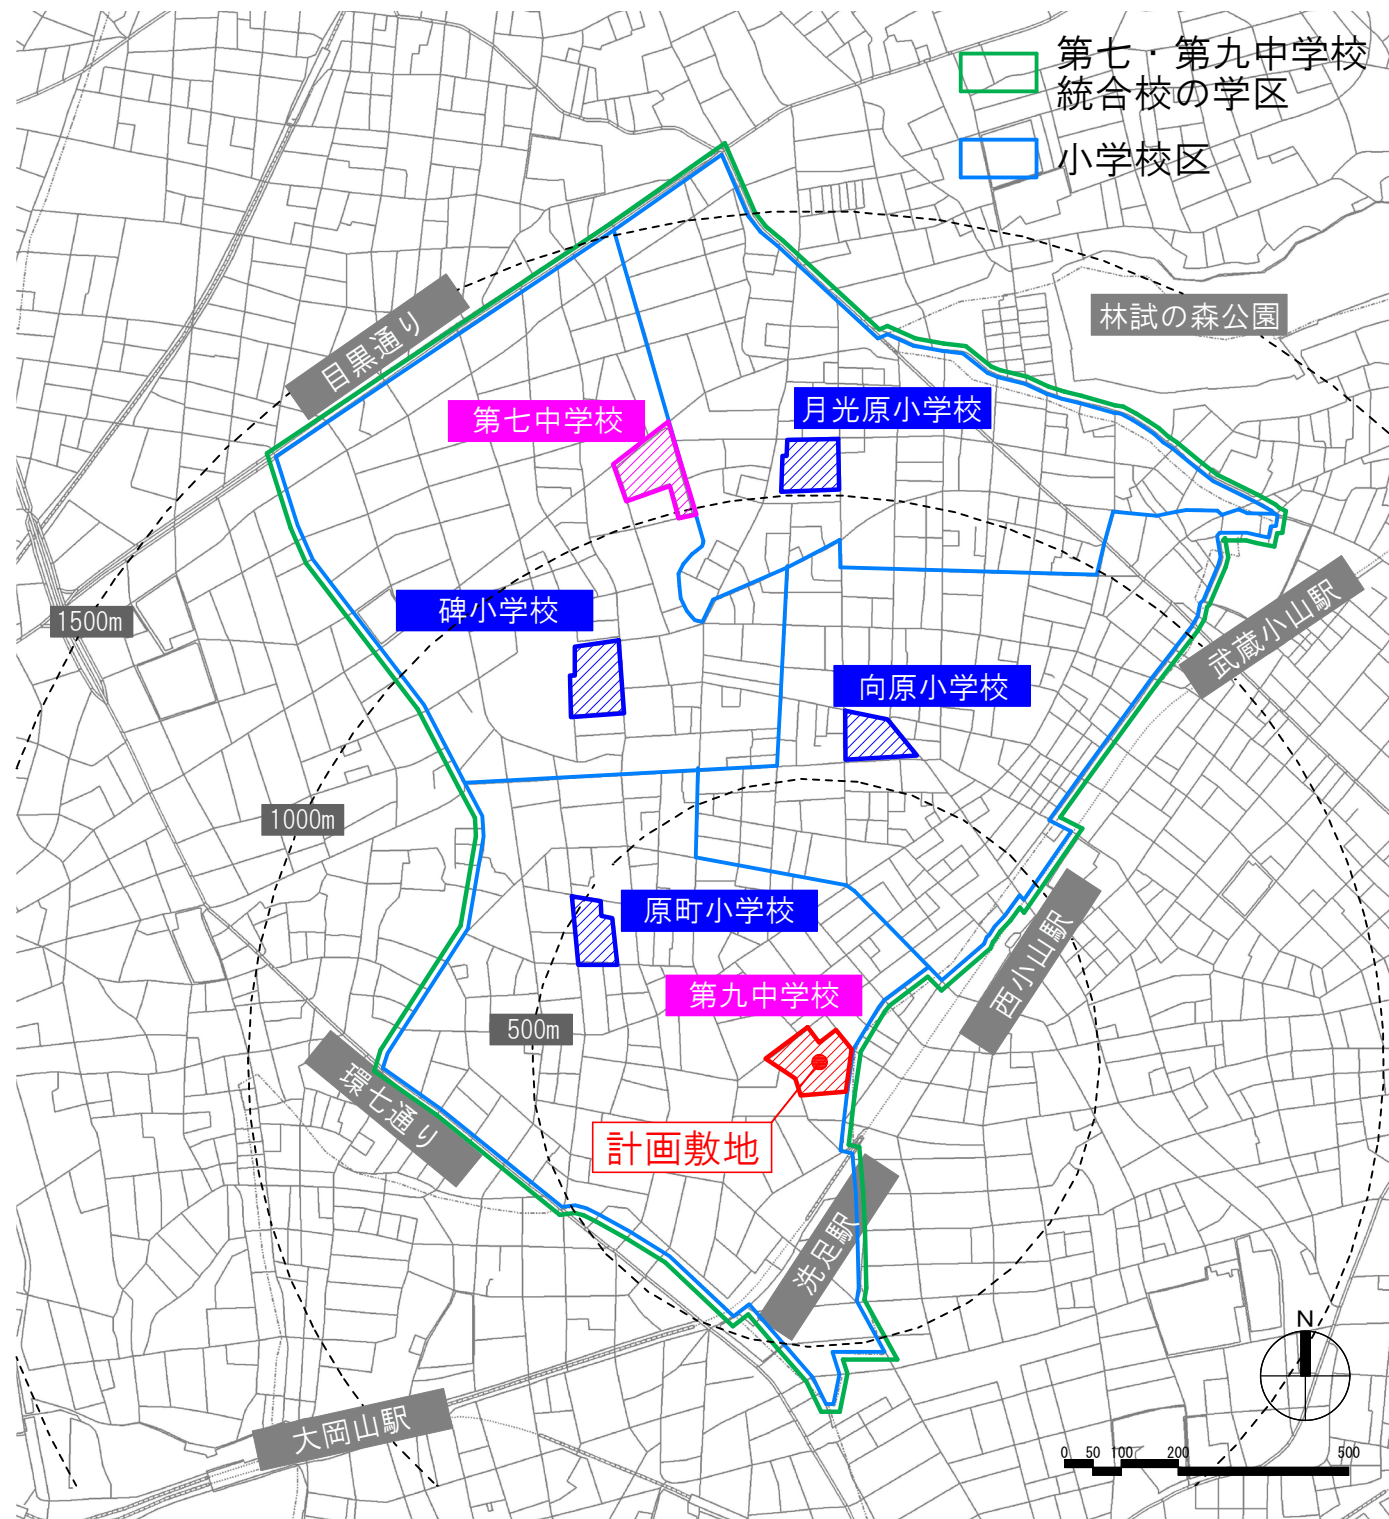 第七・第九中学校
統合校の学区
小学校区
林試の森公園
目黒通り
第七中学校
月光原小学校
1500m
碑小学校
武蔵小山駅
向原小学校
1000m
原町小学校
西小山駅
第九中学校
500m
環七通り
計画敷地
洗足駅
大岡山駅
N
0 50 100 200 500